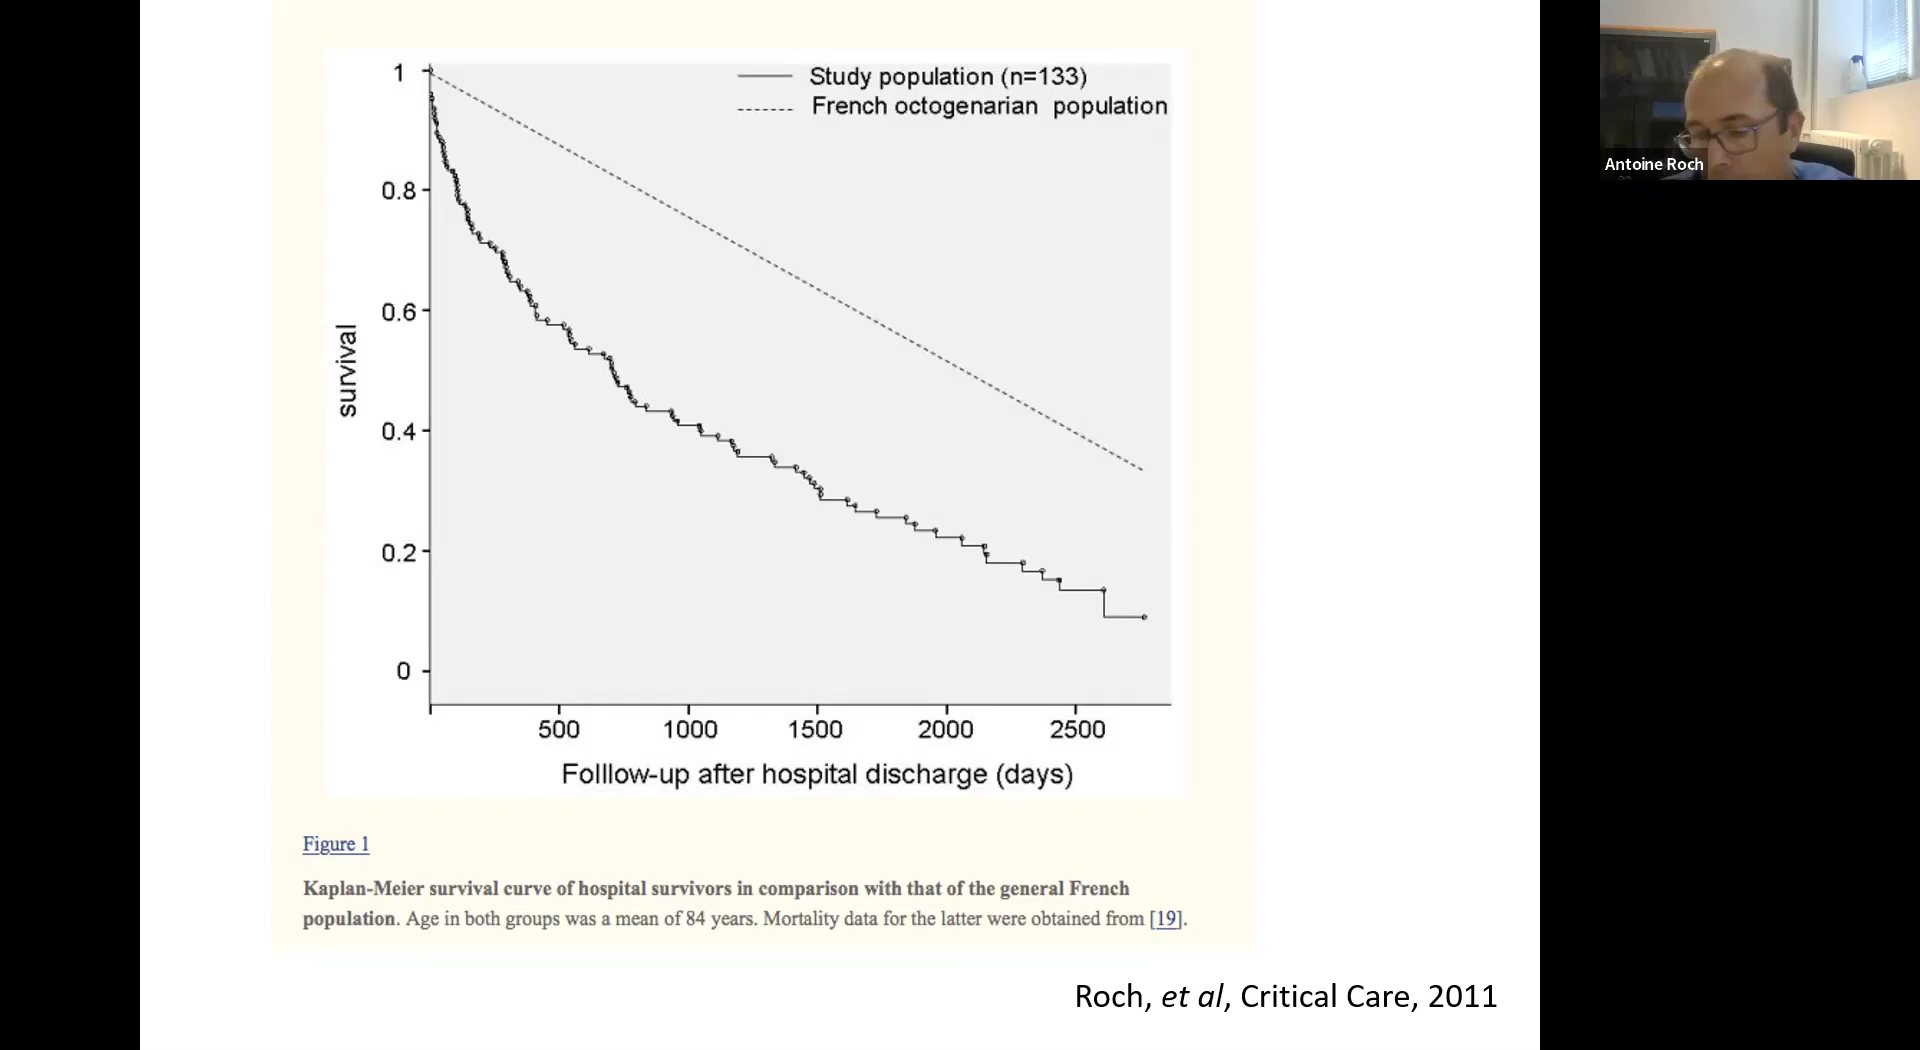 1
0.8
0.6
0.4
0.2
0
survival
Study population (n=133)
French octogenarian population
500 1000 1500 2000 2500
Folllow-up after hospital discharge (days)
Figure 1
Kaplan-Meier survival curve of hospital survivors in comparison with that of the general French
population. Age in both groups was a mean of 84 years. Mortality data for the latter were obtained from [19].
Roch, et al, Critical Care, 2011
Antoine Roch